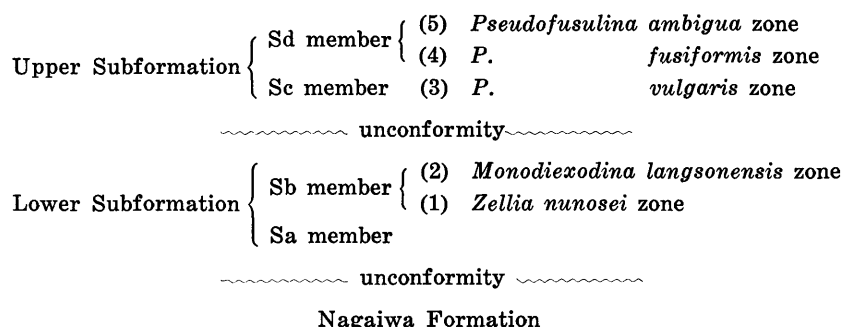 Sd member (5) Pseudofusulina ambigua zone
Upper Subformation (4) P. fusiformis zone
Sc member (3) P. vulgaris zone
unconformity
Sb member (2) Monodiexodina langsonensis zone
Lower Subformation (1) Zellia nunosei zone
Sa member
unconformity
Nagaiwa Formation